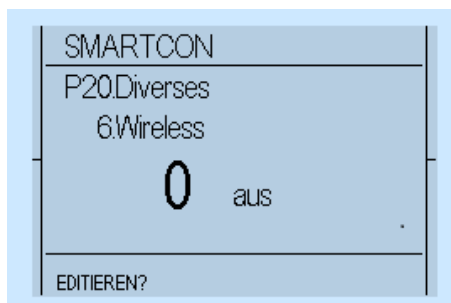 SMARTCON
P20.Diverses
6.Wireless
0 aus
EDITIEREN?